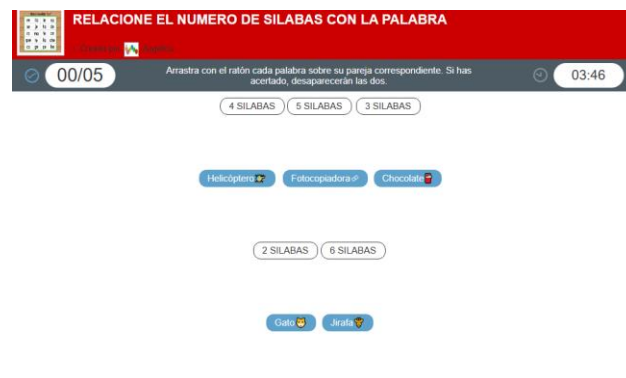 RELACIONE EL NUMERO DE SILABAS CON LA PALABRA
00/05
Arrastra con el ratón cada palabra sobre su pareja correspondiente. Si has
acertado, desaparecerán las dos.
03:46
4 SILABAS 5 SILABAS 3 SILABAS
Helicóptero Fotocopiadora Chocolate
2 SILABAS 6 SILABAS
Gato Jirafa